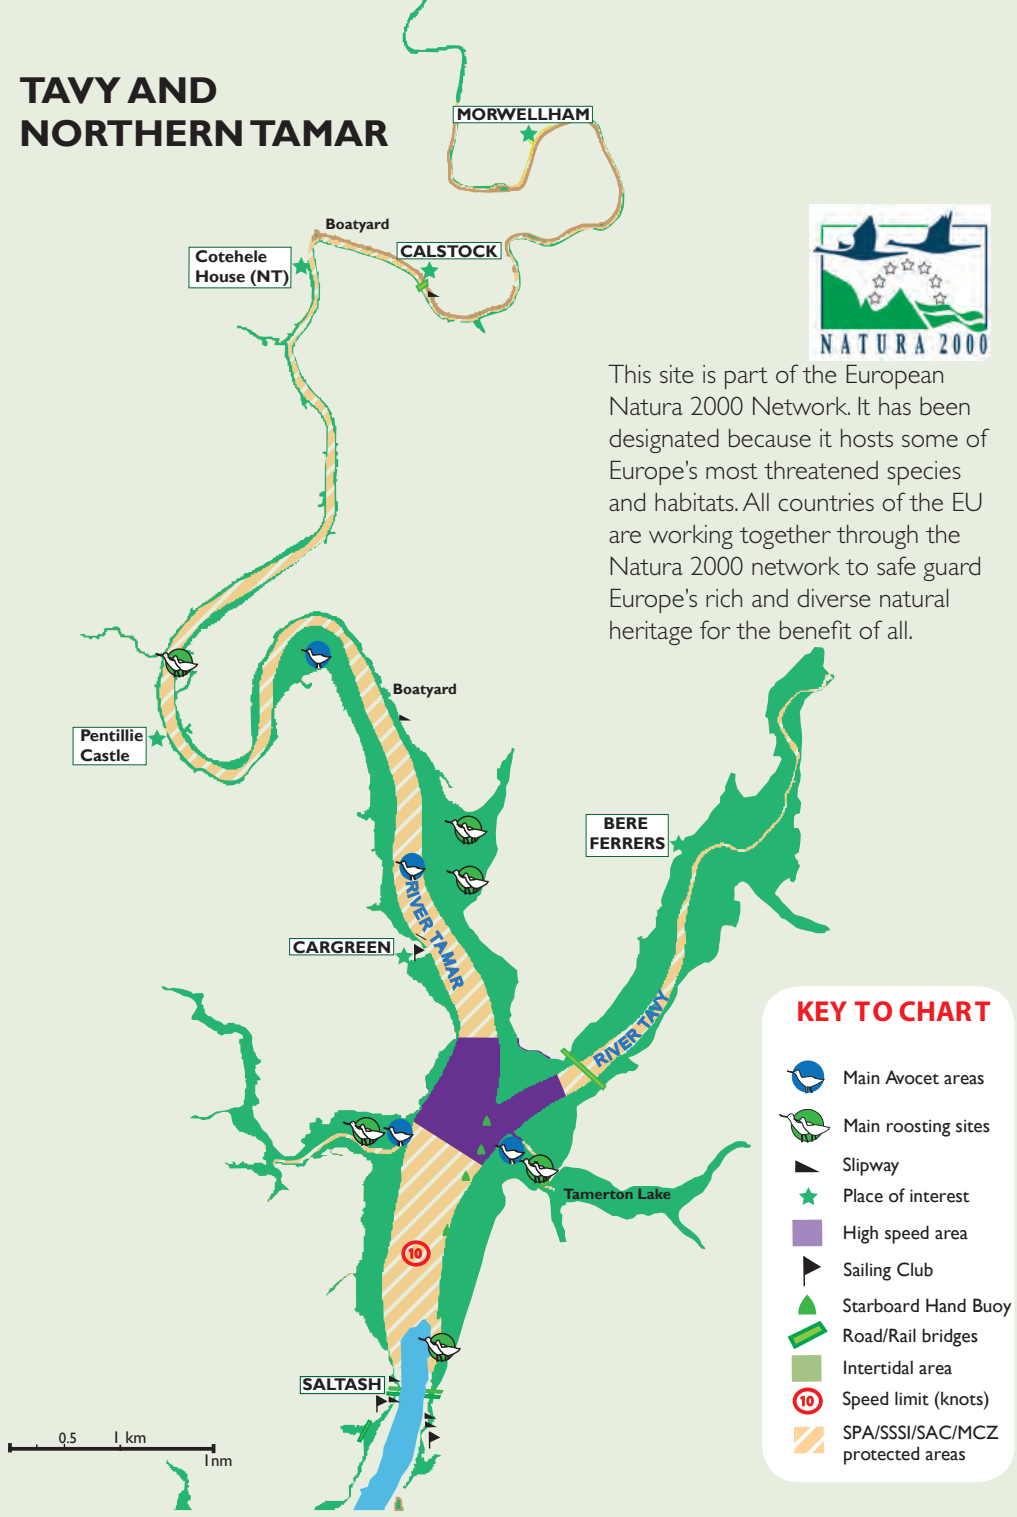 TAVY AND
NORTHERN TAMAR
MORWELLHAM
Boatyard
CALSTOCK
Cotehele
House (NT)
NATURA 2000
This site is part of the European
Natura 2000 Network. It has been
designated because it hosts some of
Europe's most threatened species
and habitats. All countries of the EU
are working together through the
Natura 2000 network to safe guard
Europe's rich and diverse natural
heritage for the benefit of all.
Boatyard
Pentillie
Castle
BERE
FERRERS
RIVER TAMAR
CARGREEN
RIVER TAVY
Tamerton Lake
10
SALTASH
0.5
1 km
1nm
KEY TO CHART
Main Avocet areas
Main roosting sites
Slipway
Place of interest
High speed area
Sailing Club
Starboard Hand Buoy
Road/Rail bridges
Intertidal area
10 Speed limit (knots)
SPA/SSSI/SAC/MCZ
protected areas